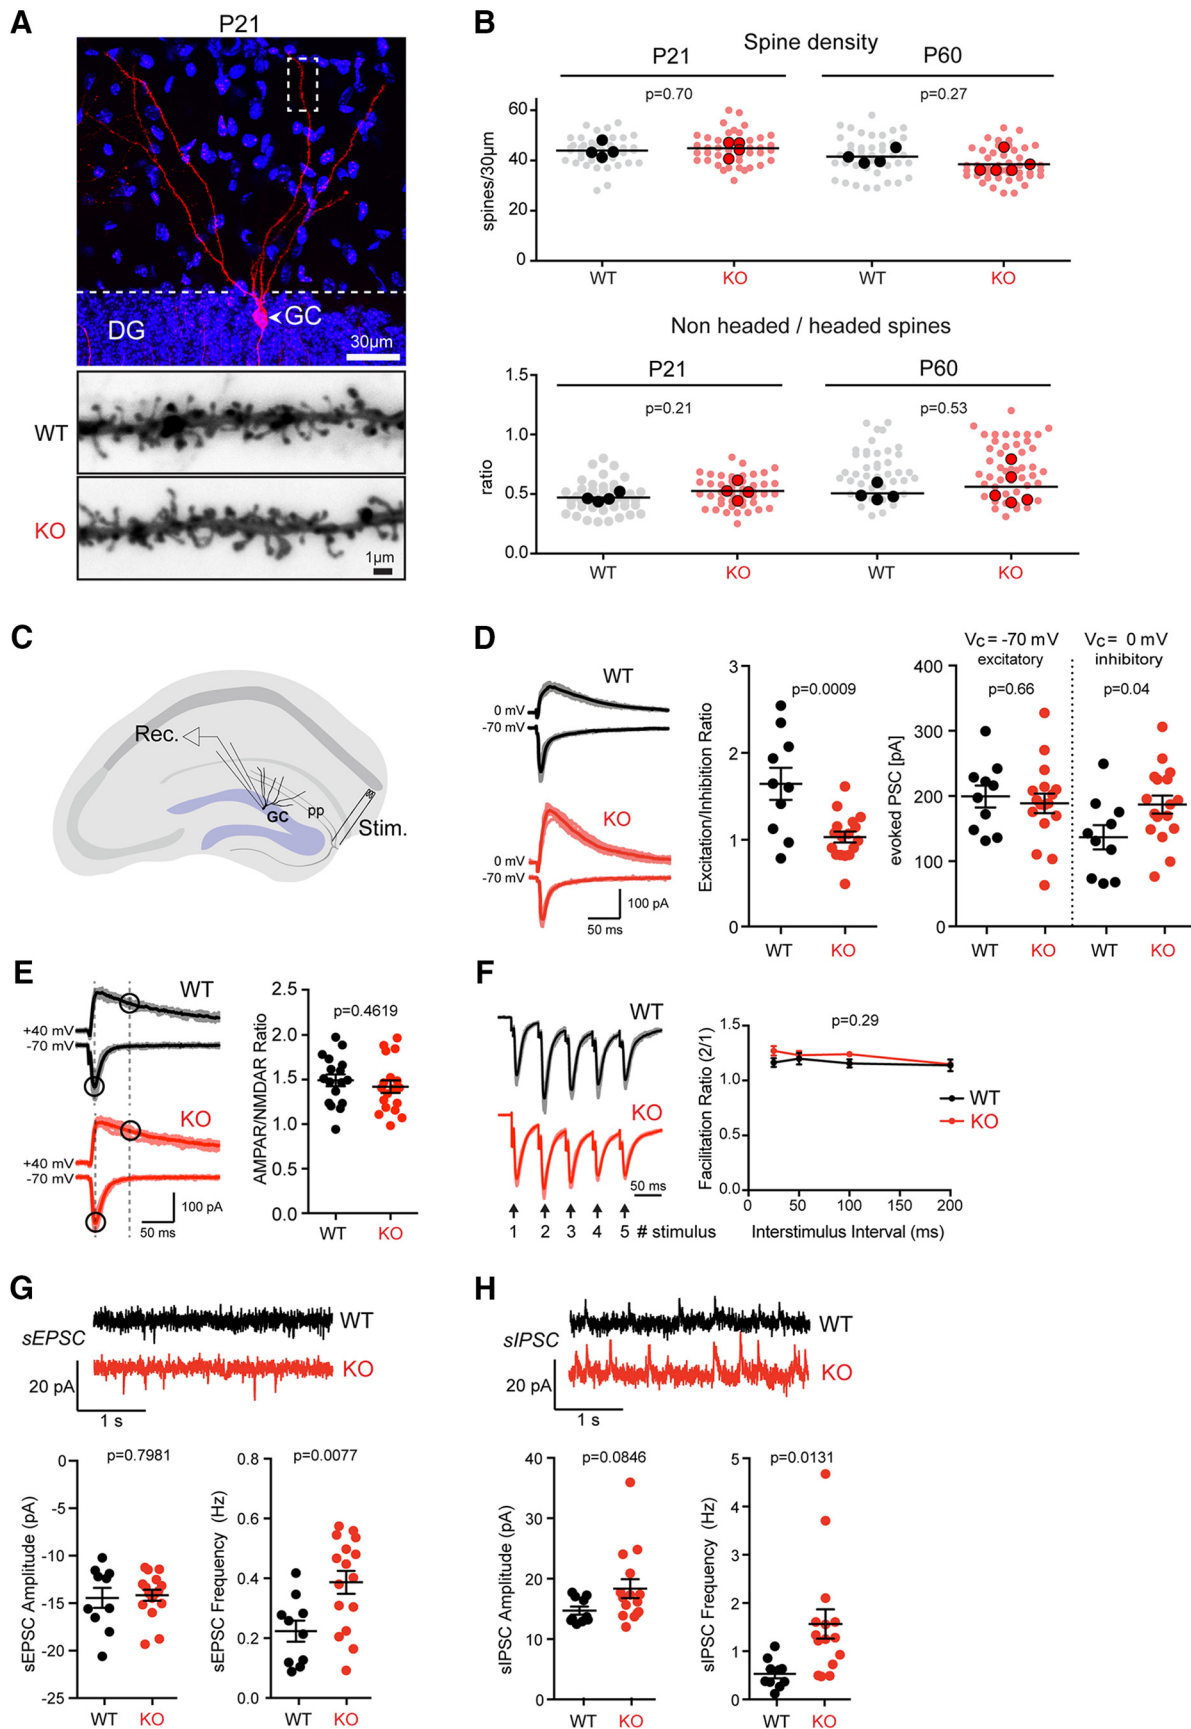 A
P21
DG
GC
30µm
WT
KO
1µm
B
Spine density
P21
P60
p=0.70
p=0.27
spines/30µm
60
40
20
0
WT
KO
WT
KO
Non headed / headed spines
P21
P60
p=0.21
p=0.53
ratio
1.5
1.0
0.5
0.0
WT
KO
WT
KO
C
Rec.
GC
pp
Stim.
D
WT
0 mV
-70 mV
KO
0 mV
-70 mV
100 pA
50 ms
Excitation/Inhibition Ratio
3
2
1
0
p=0.0009
WT
KO
Vc= -70 mV
excitatory
Vc= 0 mV
inhibitory
p=0.66
p=0.04
evoked PSC [pA]
400
300
200
100
0
WT
KO
WT
KO
E
WT
+40 mV
-70 mV
KO
+40 mV
-70 mV
100 pA
50 ms
AMPAR/NMDAR Ratio
2.5
2.0
1.5
1.0
0.5
0.0
p=0.4619
WT
KO
F
WT
KO
50 ms
1 2 3 4 5 # stimulus
Facilitation Ratio (2/1)
1.5
1.0
0.5
0.0
p=0.29
WT
KO
0 50 100 150 200
Interstimulus Interval (ms)
G
sEPSC
WT
KO
20 pA
1 s
sEPSC Amplitude (pA)
0
-5
-10
-15
-20
-25
p=0.7981
WT
KO
sEPSC Frequency (Hz)
0.8
0.6
0.4
0.2
0.0
p=0.0077
WT
KO
H
sIPSC
WT
KO
20 pA
1 s
sIPSC Amplitude (pA)
40
30
20
10
0
p=0.0846
WT
KO
sIPSC Frequency (Hz)
5
4
3
2
1
0
p=0.0131
WT
KO